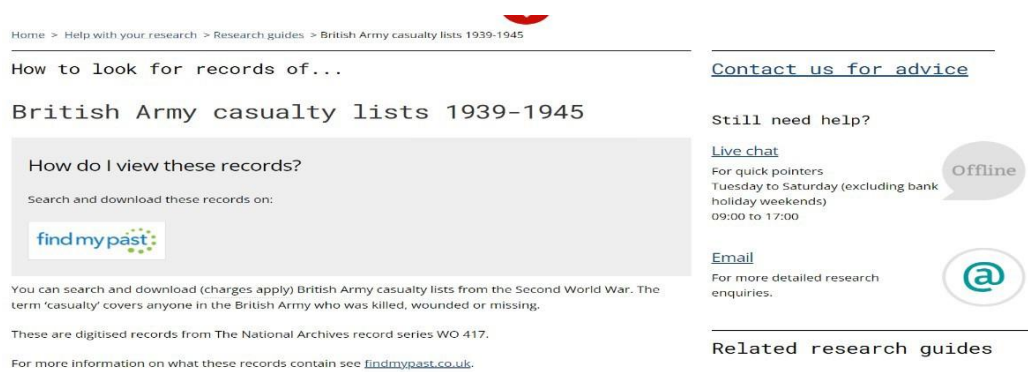 Home > Help with your research > Research guides > British Army casualty lists 1939-1945
How to look for records of...
British Army casualty lists 1939-1945
How do I view these records?
Search and download these records on:
findmypast
You can search and download (charges apply) British Army casualty lists from the Second World War. The
term ‘casualty’ covers anyone in the British Army who was killed, wounded or missing.
These are digitised records from The National Archives record series WO 417.
For more information on what these records contain see findmypast.co.uk.
Contact us for advice
Still need help?
Live chat
For quick pointers
Tuesday to Saturday (excluding bank
holiday weekends)
09:00 to 17:00
Offline
Email
For more detailed research
enquiries.
@
Related research guides